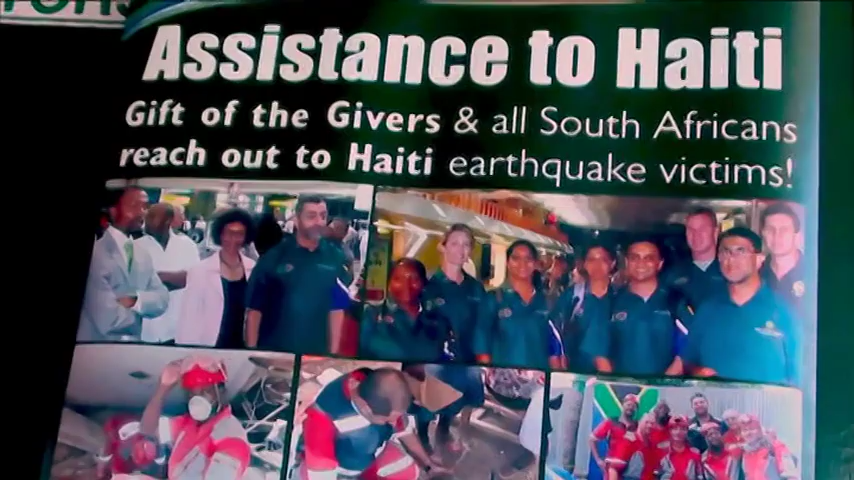 Assistance to Haiti
Gift of the Givers & all South Africans
reach out to Haiti earthquake victims!